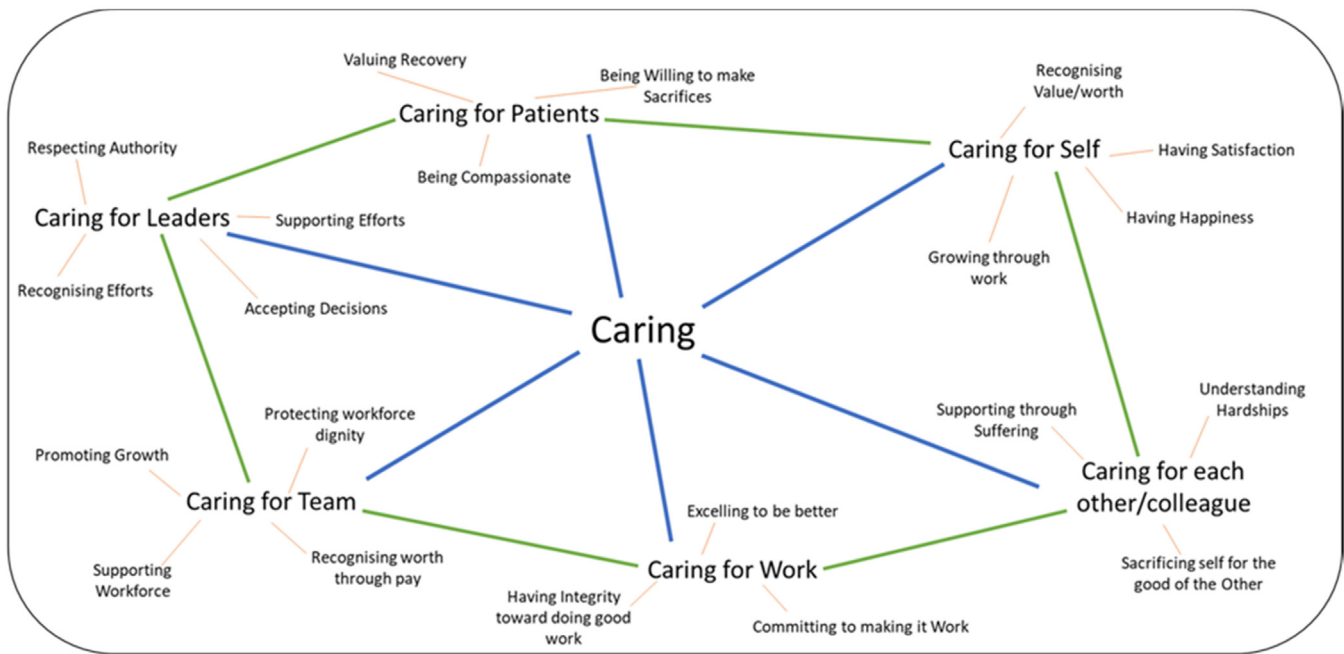 Valuing Recovery
Being Willing to make
Sacrifices
Caring for Patients
Being Compassionate
Recognising
Value/worth
Caring for Self
Having Satisfaction
Having Happiness
Growing through
work
Respecting Authority
Caring for Leaders
Supporting Efforts
Recognising Efforts
Accepting Decisions
Caring
Protecting workforce
dignity
Promoting Growth
Caring for Team
Supporting
Workforce
Recognising worth
through pay
Excelling to be better
Caring for Work
Having Integrity
toward doing good
work
Committing to making it Work
Supporting through
Suffering
Understanding
Hardships
Caring for each
other/colleague
Sacrificing self for the
good of the Other